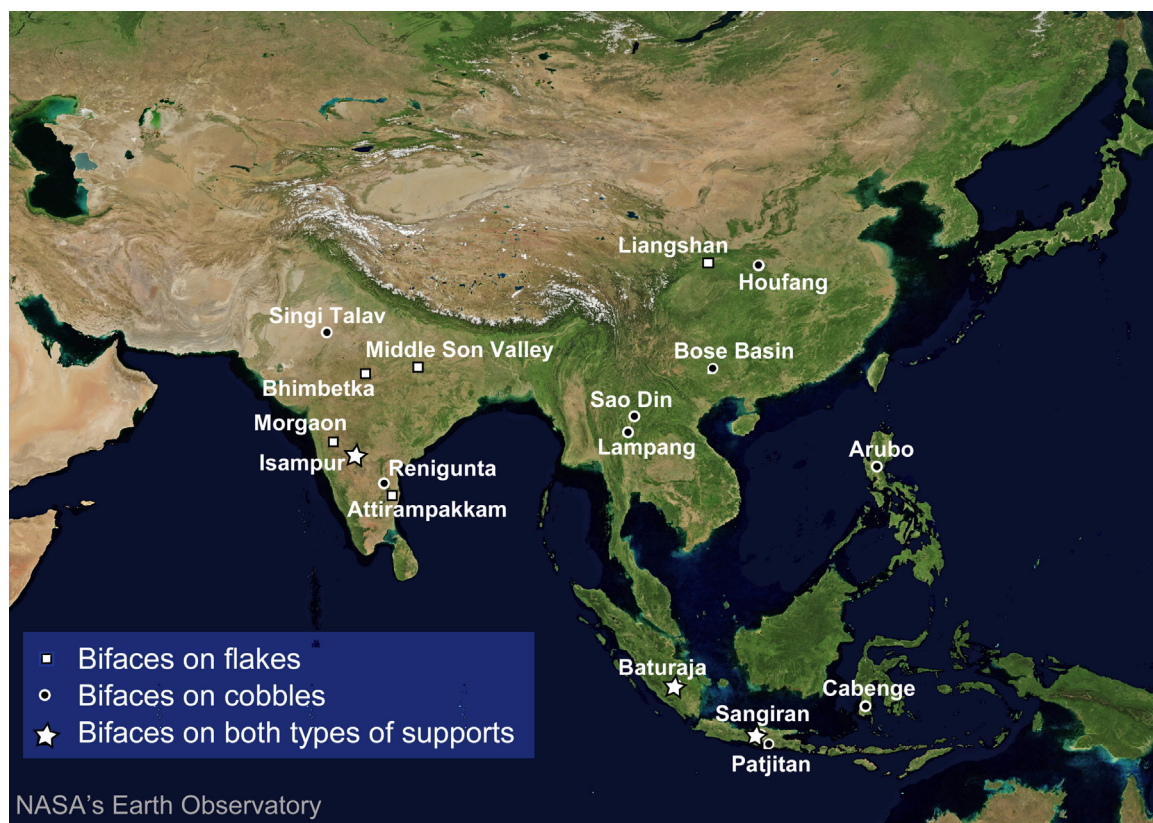 Liangshan
Houfang
Singi Talav
Middle Son Valley
Bose Basin
Bhimbetka
Sao Din
Morgaon
Lampang
Arubo
Isampur
Renigunta
Attirampakkam
Bifaces on flakes
Baturaja
Bifaces on cobbles
Cabenge
Sangiran
Bifaces on both types of supports
Patjitan
NASA's Earth Observatory